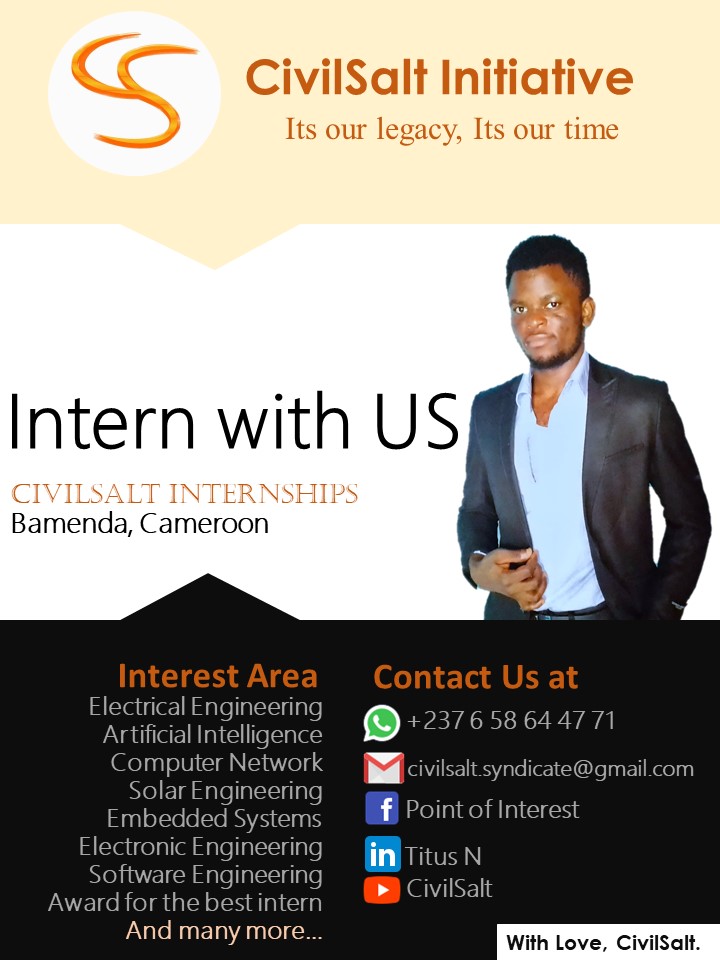 CivilSalt Initiative
Its our legacy, Its our time
Intern with US
CIVILSALT INTERNSHIPS
Bamenda, Cameroon
Interest Area
Electrical Engineering
Artificial Intelligence
Computer Network
Solar Engineering
Embedded Systems
Electronic Engineering
Software Engineering
Award for the best intern
And many more...
Contact Us at
+237 6 58 64 47 71
civilsalt.syndicate@gmail.com
Point of Interest
Titus N
CivilSalt
With Love, CivilSalt.